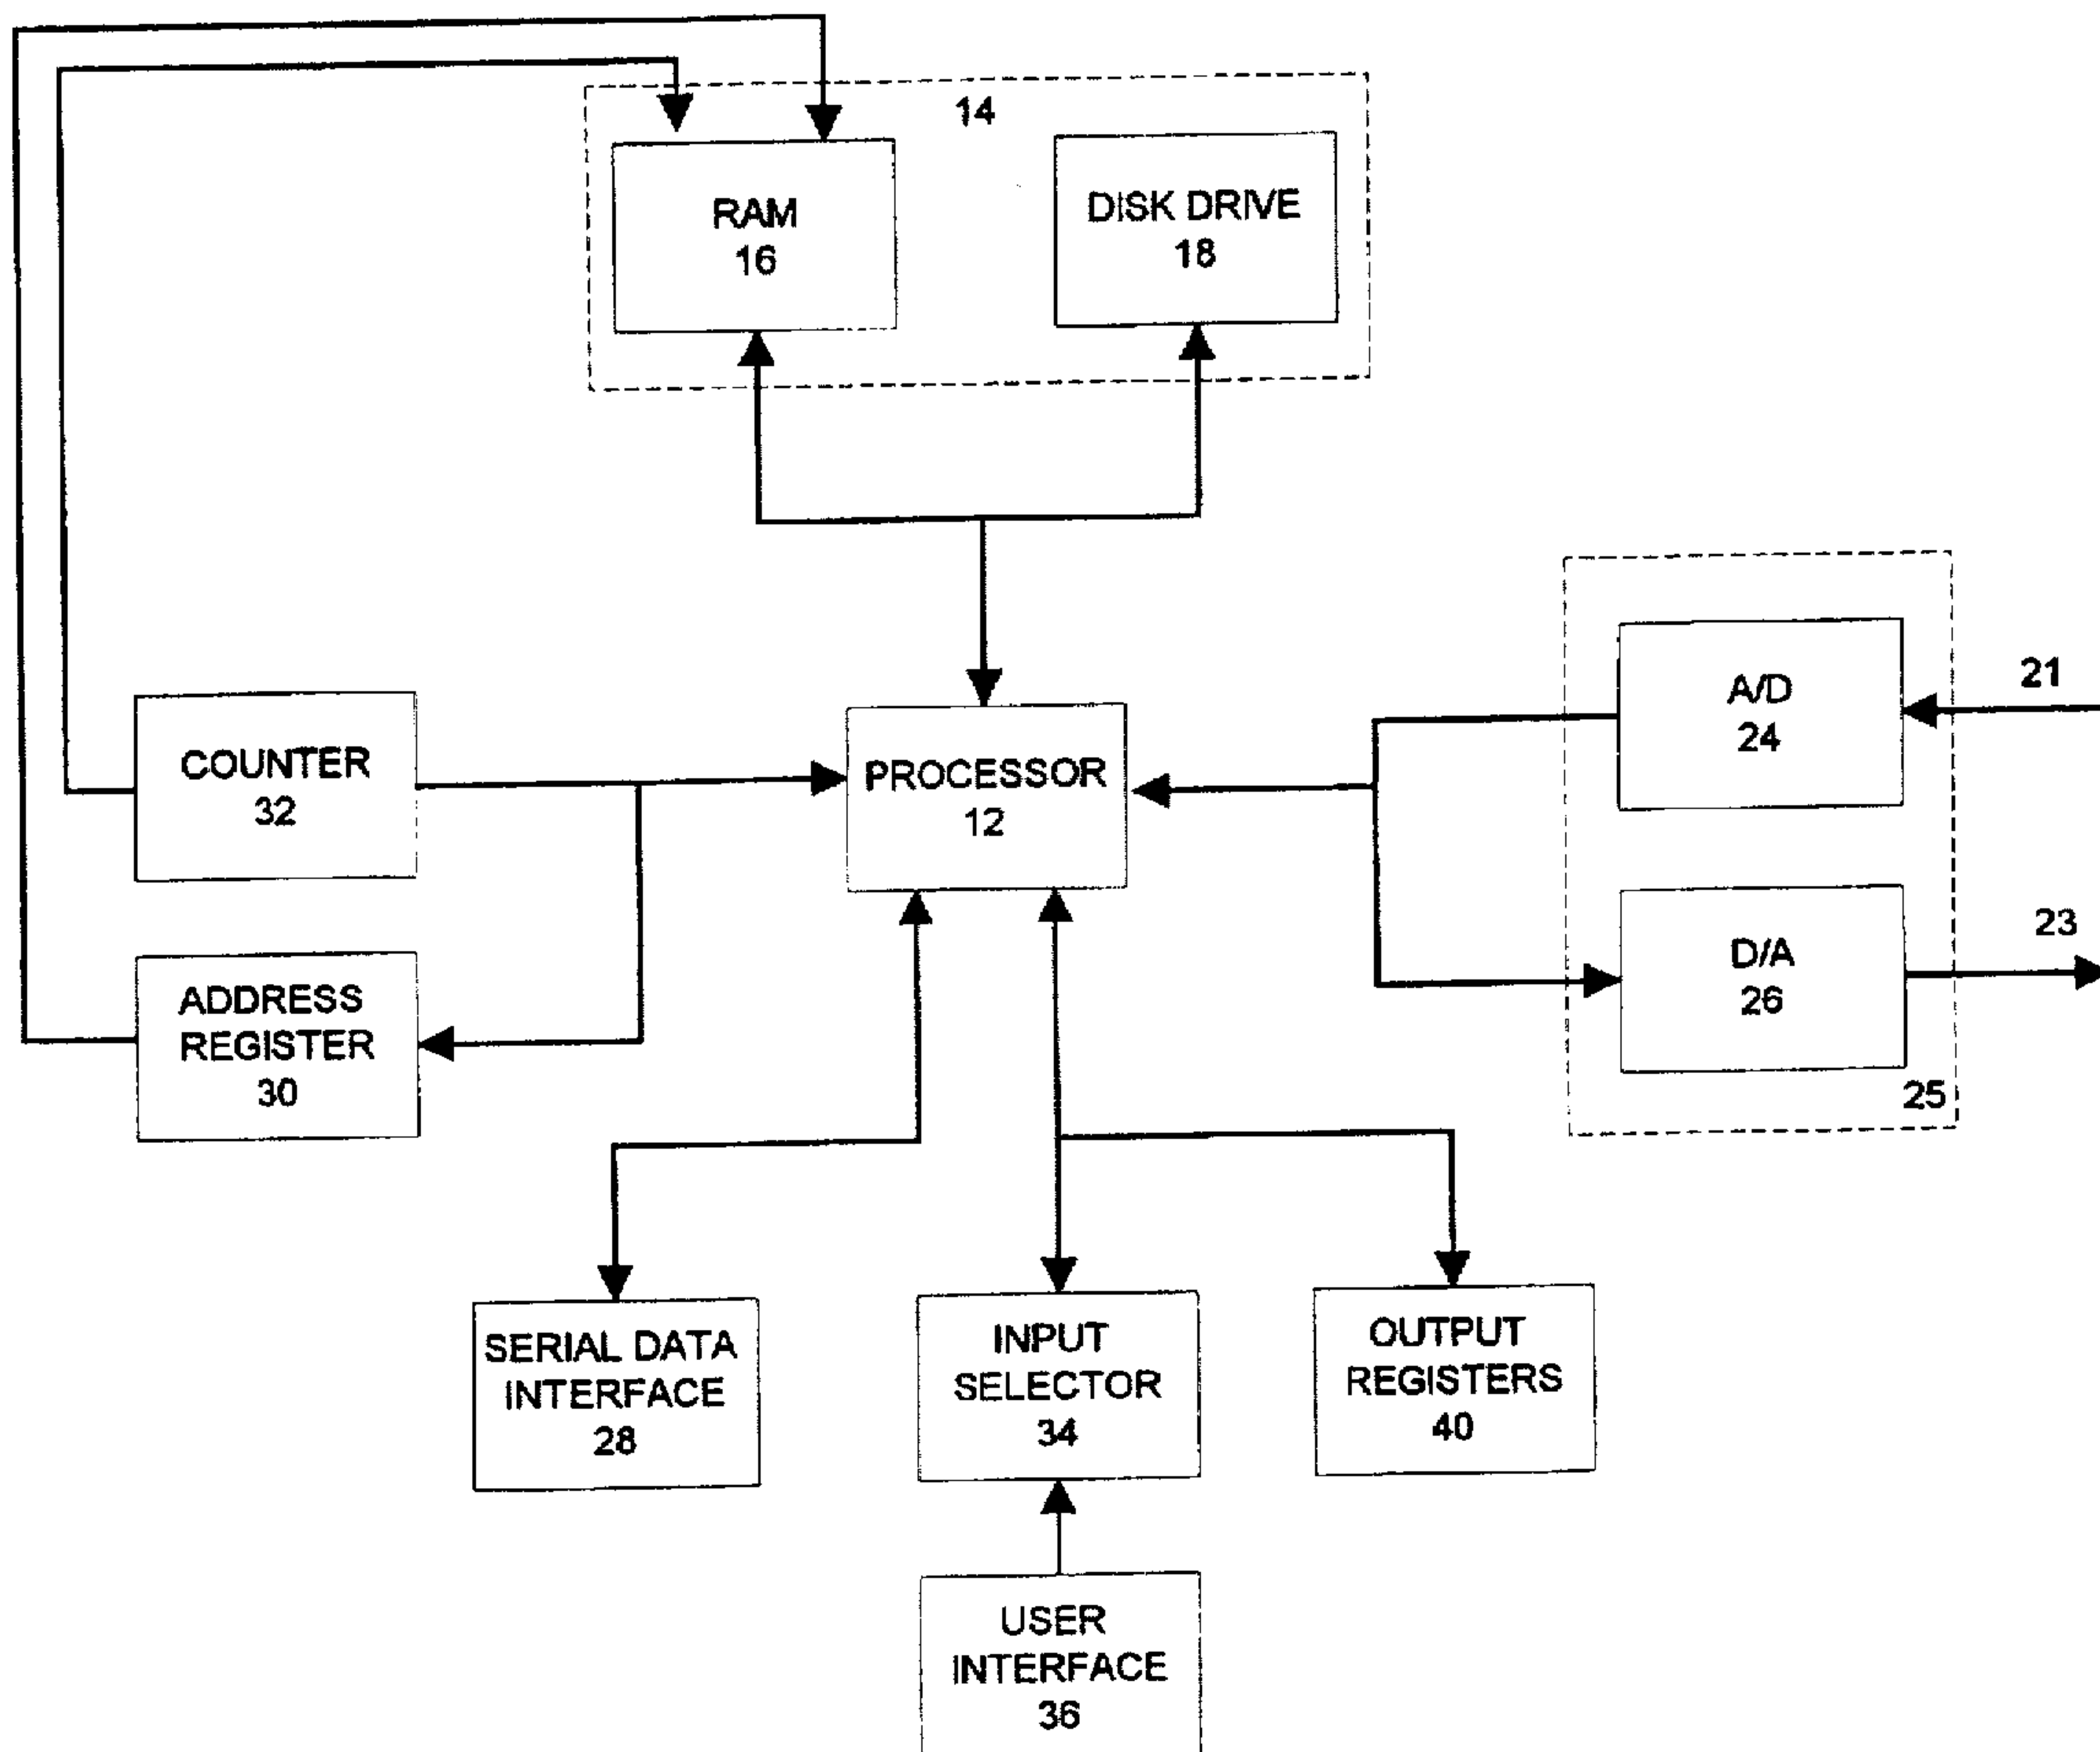 14
RAM
16
DISK DRIVE
18
21
A/D
24
COUNTER
32
PROCESSOR
12
23
D/A
26
ADDRESS
REGISTER
30
25
SERIAL DATA
INTERFACE
28
INPUT
SELECTOR
34
OUTPUT
REGISTERS
40
USER
INTERFACE
36